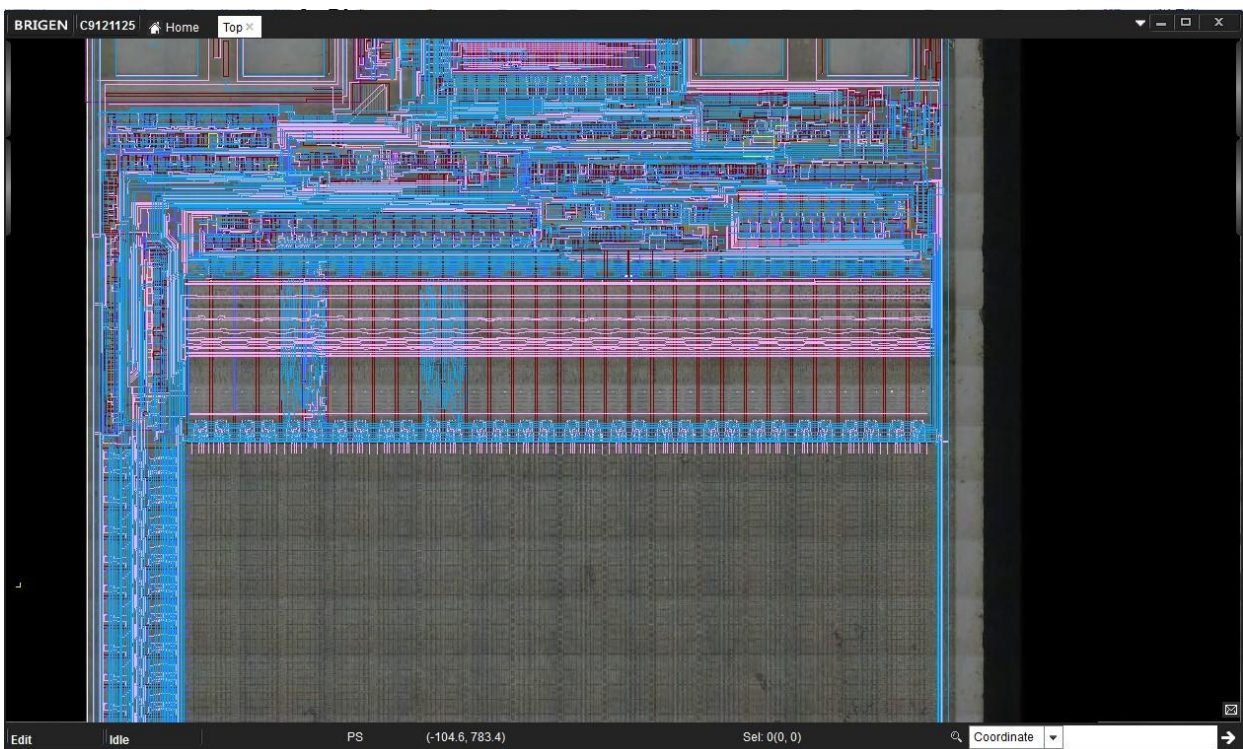 BRIGEN C9121125 Home Top
Edit Idle PS (-104.6, 783.4) Sel: 0(0, 0) Coordinate